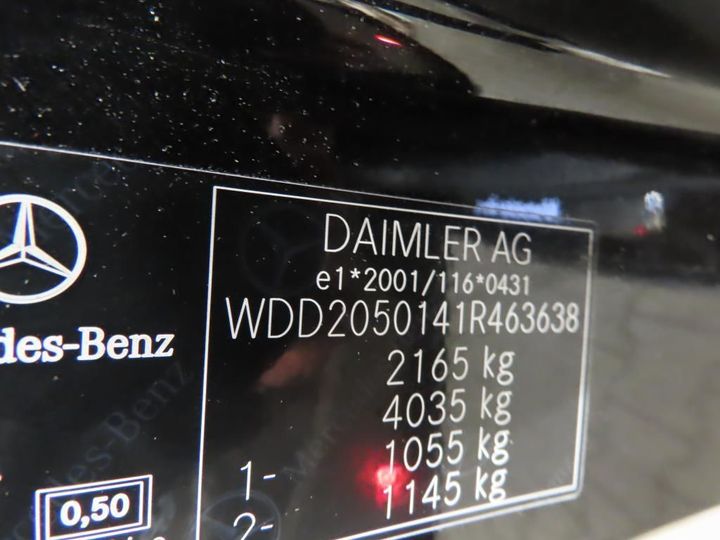 DAIMLER AG
e1*2001/116*0431
WDD2050141R463638
2165 kg
4035 kg
1- 1055 kg
2- 1145 kg
des-Benz
0,50